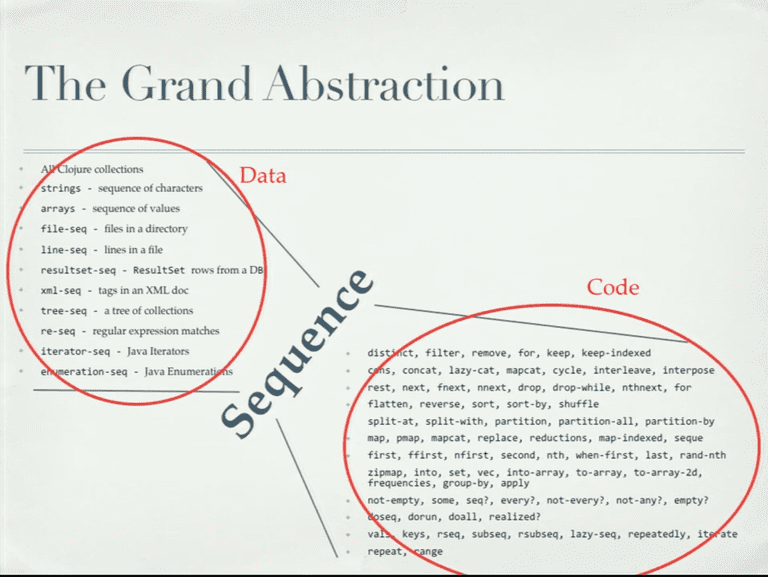 The Grand Abstraction
Data
All Clojure collections
strings - sequence of characters
arrays - sequence of values
file-seq - files in a directory
line-seq - lines in a file
resultset-seq - ResultSet rows from a DB
xml-seq - tags in an XML doc
tree-seq - a tree of collections
re-seq - regular expression matches
iterator-seq - Java Iterators
enumeration-seq - Java Enumerations
Sequence
Code
distinct, filter, remove, for, keep, keep-indexed
cons, concat, lazy-cat, mapcat, cycle, interleave, interpose
rest, next, fnext, nnext, drop, drop-while, nthnext, for
flatten, reverse, sort, sort-by, shuffle
split-at, split-with, partition, partition-all, partition-by
map, pmap, mapcat, replace, reductions, map-indexed, seque
first, ffirst, nfirst, second, nth, when-first, last, rand-nth
zipmap, into, set, vec, into-array, to-array, to-array-2d,
frequencies, group-by, apply
not-empty, some, seq?, every?, not-every?, not-any?, empty?
doseq, dorun, doall, realized?
vals, keys, rseq, subseq, rsubseq, lazy-seq, repeatedly, iterate
repeat, range